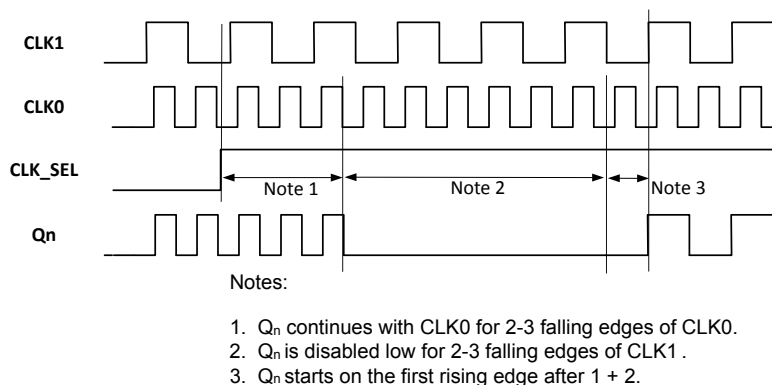 CLK1
CLK0
CLK_SEL
Note 1
Note 2
Note 3
Qn
Notes:
1. Qn continues with CLK0 for 2-3 falling edges of CLK0.
2. Qn is disabled low for 2-3 falling edges of CLK1 .
3. Qn starts on the first rising edge after 1 + 2.